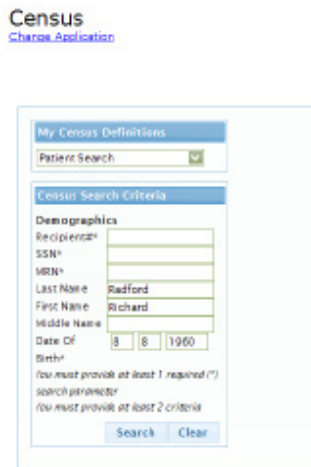 Census
Change Application
My Census Definitions
Patient Search
Census Search Criteria
Demographics
Recipient#*
SSN*
MRN*
Last Name Radford
First Name Richard
Middle Name
Date Of 8 8 1960
Birth*
You must provide at least 1 required (*)
search parameter
You must provide at least 2 criteria
Search Clear